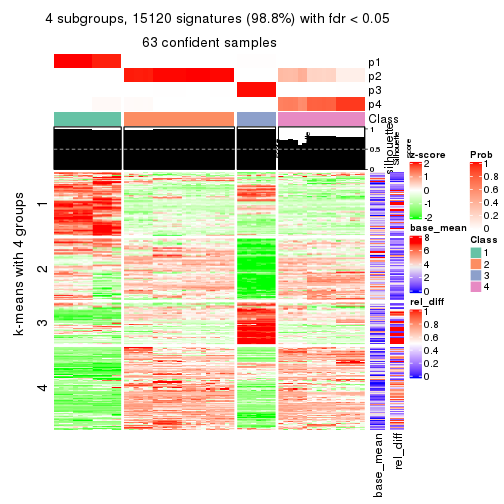 4 subgroups, 15120 signatures (98.8%) with fdr < 0.05
63 confident samples
p1
p2
p3
p4
Class
1
0.5
0
silhouette
Silhouette
score
k-means with 4 groups
1
2
3
4
base_mean
rel_diff
z-score
2
1
0
-1
-2
base_mean
8
6
4
2
0
rel_diff
1
0.8
0.6
0.4
0.2
0
Prob
1
0.8
0.6
0.4
0.2
0
Class
1
2
3
4